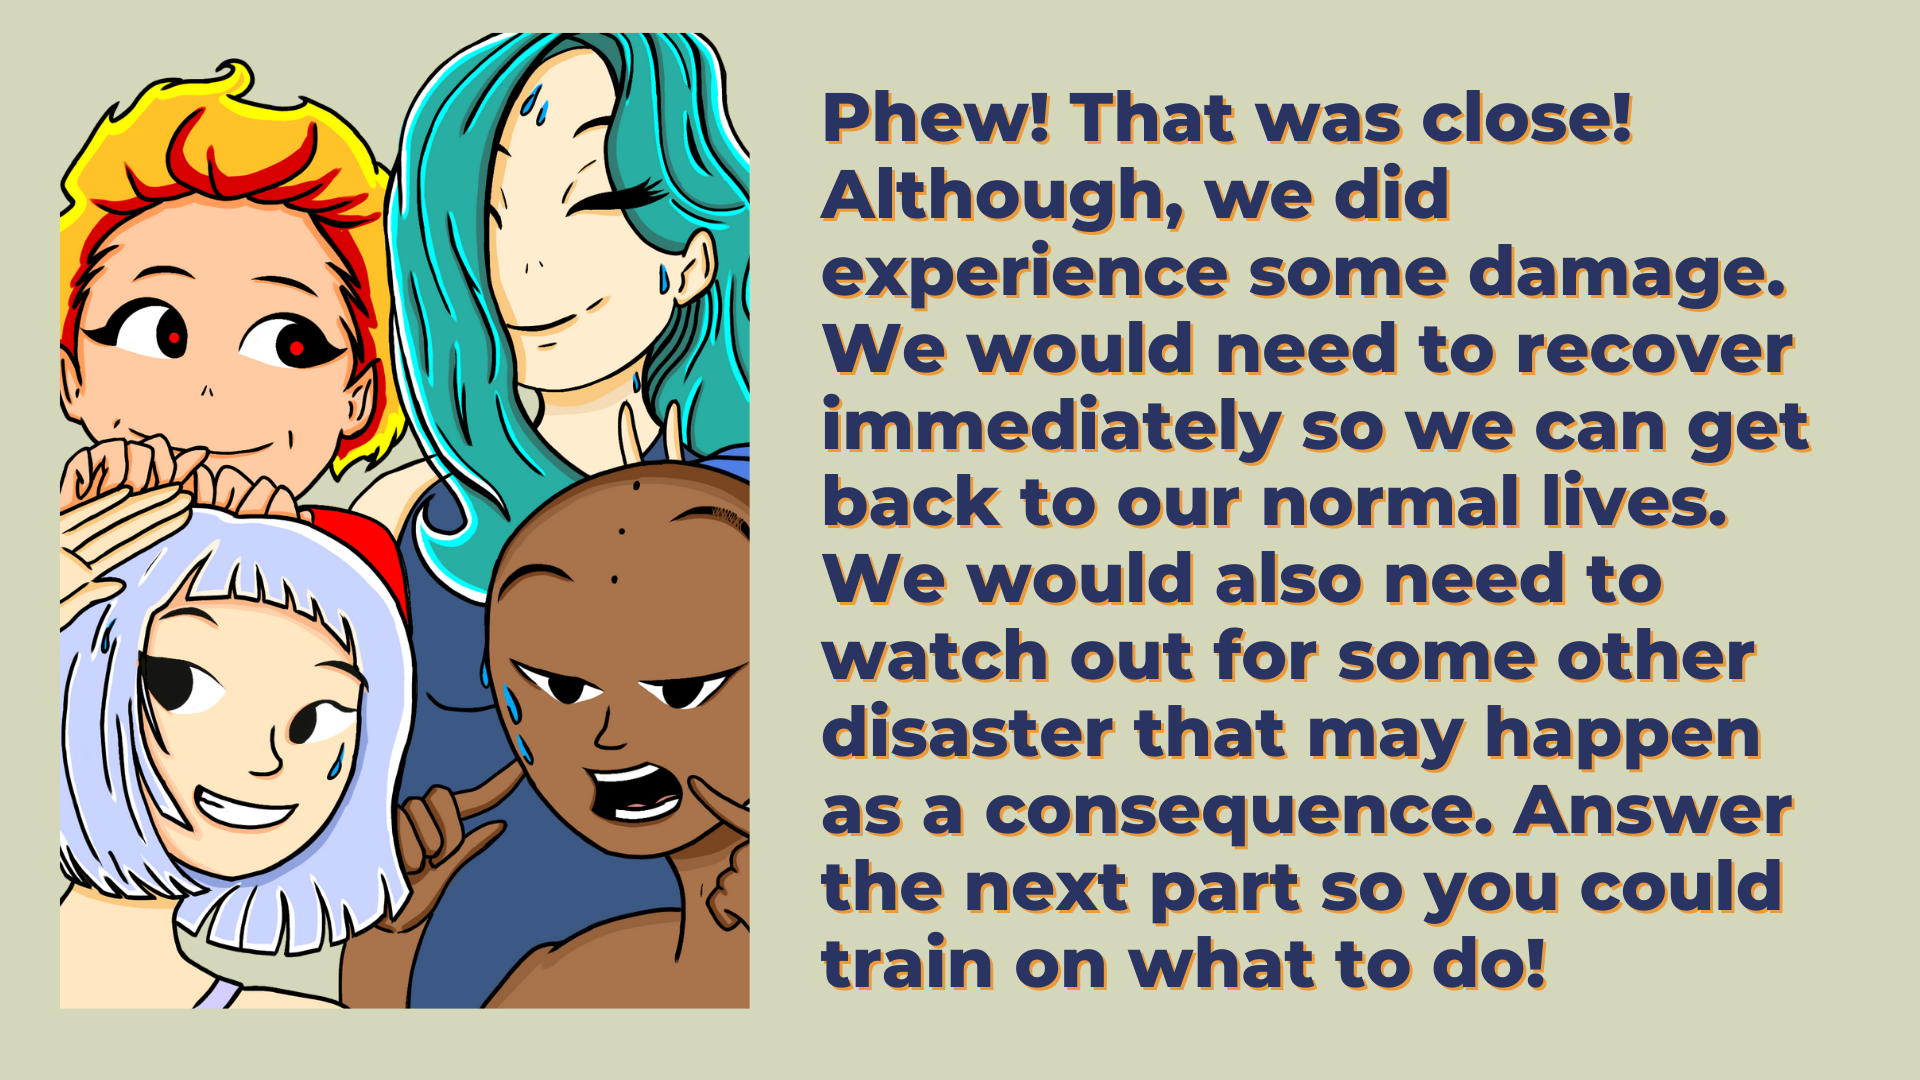 Phew! That was close!
Although, we did
experience some damage.
We would need to recover
immediately so we can get
back to our normal lives.
We would also need to
watch out for some other
disaster that may happen
as a consequence. Answer
the next part so you could
train on what to do!